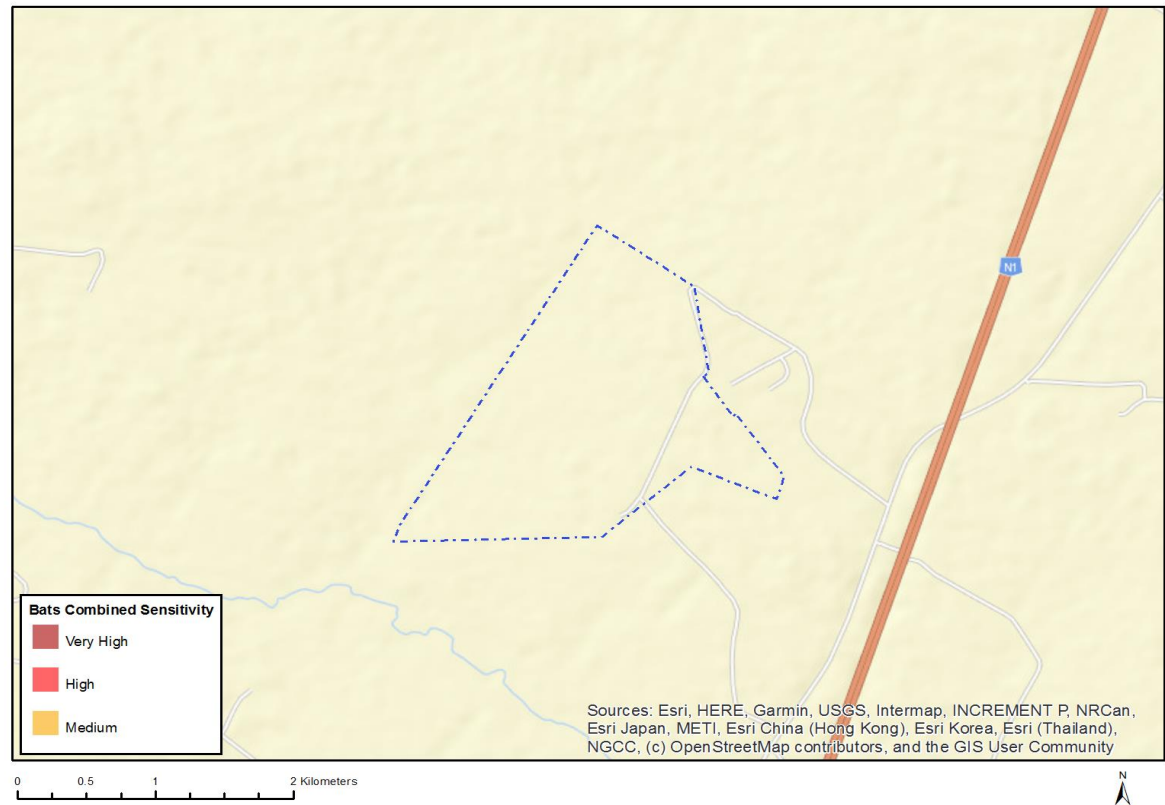 N1
Bats Combined Sensitivity
Very High
High
Medium
Sources: Esri, HERE, Garmin, USGS, Intermap, INCREMENT P, NRCan,
Esri Japan, METI, Esri China (Hong Kong), Esri Korea, Esri (Thailand),
NGCC, (c) OpenStreetMap contributors, and the GIS User Community
0 0.5 1 2 Kilometers
N